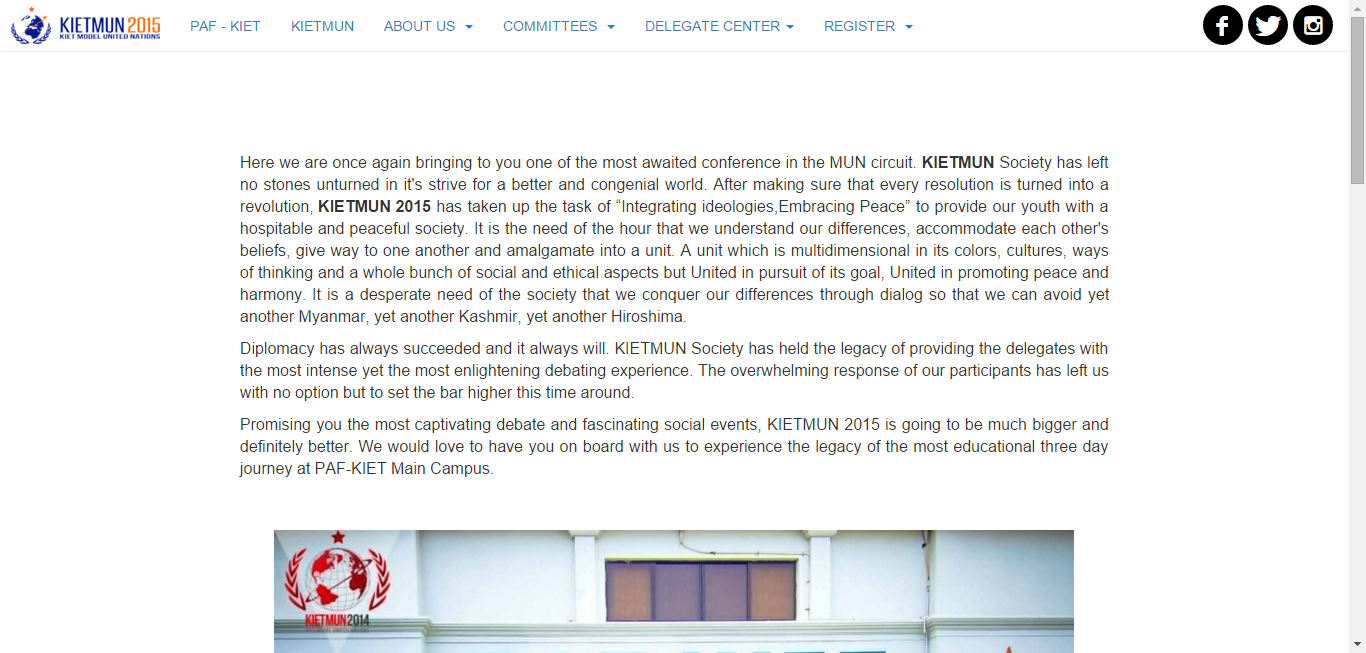 KIETMUN 2015
KIET MODEL UNITED NATIONS
PAF - KIET
KIETMUN
ABOUT US
COMMITTEES
DELEGATE CENTER
REGISTER
Here we are once again bringing to you one of the most awaited conference in the MUN circuit. KIETMUN Society has left
no stones unturned in it's strive for a better and congenial world. After making sure that every resolution is turned into a
revolution, KIETMUN 2015 has taken up the task of “Integrating ideologies,Embracing Peace” to provide our youth with a
hospitable and peaceful society. It is the need of the hour that we understand our differences, accommodate each other's
beliefs, give way to one another and amalgamate into a unit. A unit which is multidimensional in its colors, cultures, ways
of thinking and a whole bunch of social and ethical aspects but United in pursuit of its goal, United in promoting peace and
harmony. It is a desperate need of the society that we conquer our differences through dialog so that we can avoid yet
another Myanmar, yet another Kashmir, yet another Hiroshima.
Diplomacy has always succeeded and it always will. KIETMUN Society has held the legacy of providing the delegates with
the most intense yet the most enlightening debating experience. The overwhelming response of our participants has left us
with no option but to set the bar higher this time around.
Promising you the most captivating debate and fascinating social events, KIETMUN 2015 is going to be much bigger and
definitely better. We would love to have you on board with us to experience the legacy of the most educational three day
journey at PAF-KIET Main Campus.
KIETMUN2014